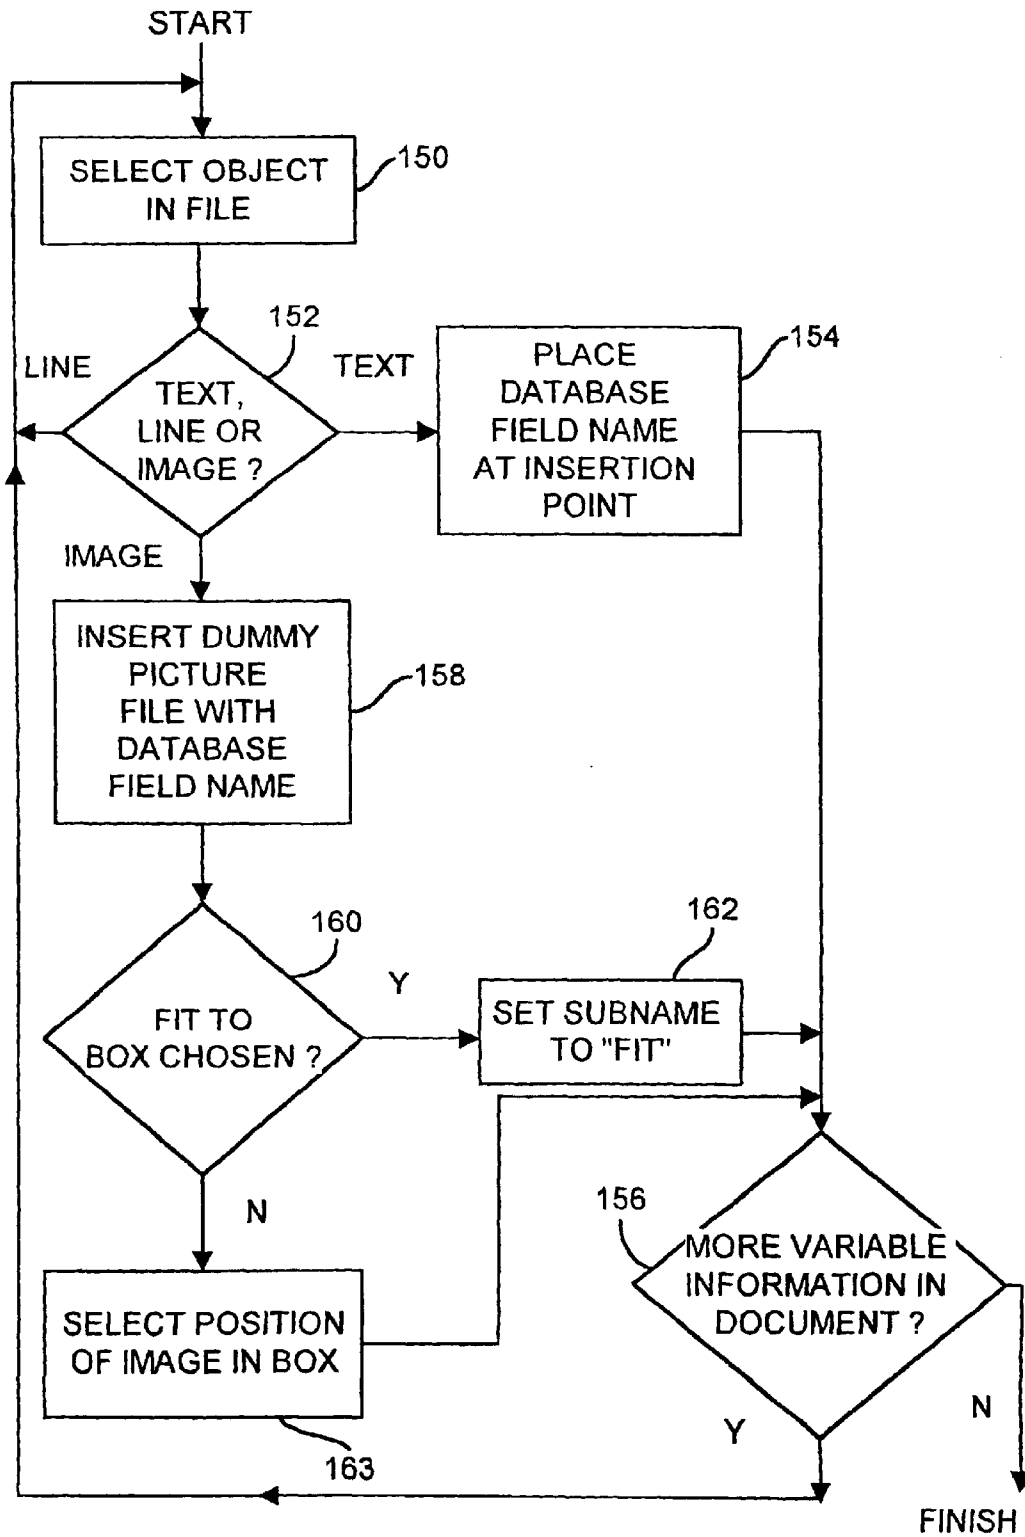 START
SELECT OBJECT
IN FILE
150
152
LINE
TEXT
TEXT,
LINE OR
IMAGE ?
PLACE
DATABASE
FIELD NAME
AT INSERTION
POINT
154
IMAGE
INSERT DUMMY
PICTURE
FILE WITH
DATABASE
FIELD NAME
158
160
FIT TO
BOX CHOSEN ?
Y
162
SET SUBNAME
TO "FIT"
N
SELECT POSITION
OF IMAGE IN BOX
163
156
MORE VARIABLE
INFORMATION IN
DOCUMENT ?
Y
N
FINISH